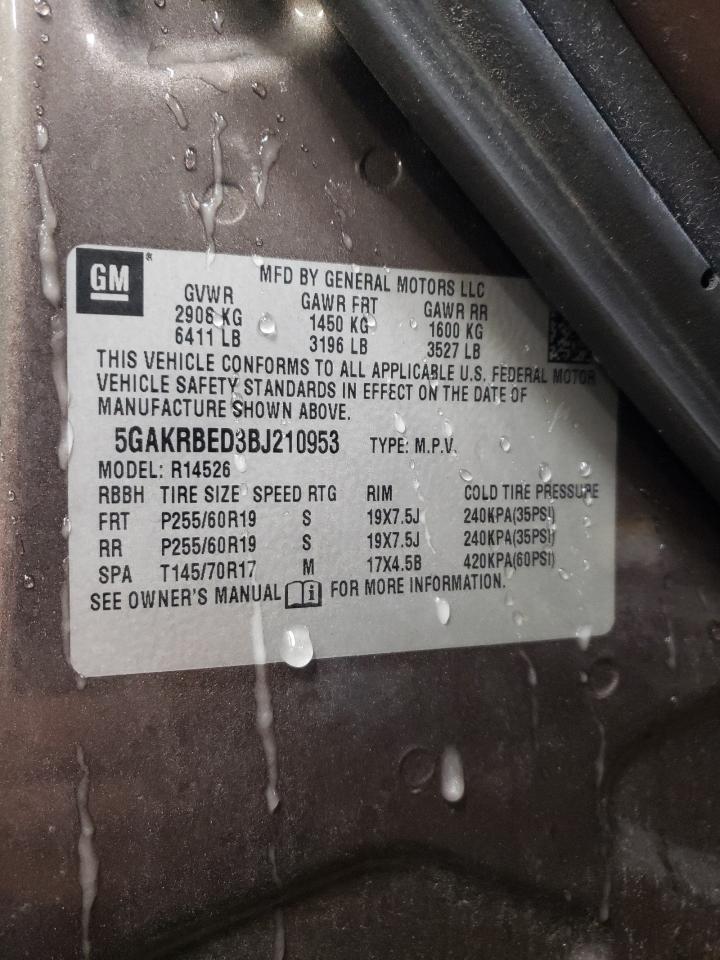 GM ®
MFD BY GENERAL MOTORS LLC
GVWR GAWR FRT GAWR RR
2906 KG 1450 KG 1600 KG
6411 LB 3196 LB 3527 LB
THIS VEHICLE CONFORMS TO ALL APPLICABLE U.S. FEDERAL MOTOR
VEHICLE SAFETY STANDARDS IN EFFECT ON THE DATE OF
MANUFACTURE SHOWN ABOVE.
5GAKRBED3BJ210953 TYPE: M.P.V.
MODEL: R14526
RBBH TIRE SIZE SPEED RTG RIM COLD TIRE PRESSURE
FRT P255/60R19 S 19X7.5J 240KPA(35PSI)
RR P255/60R19 S 19X7.5J 240KPA(35PSI)
SPA T145/70R17 M 17X4.5B 420KPA(60PSI)
SEE OWNER'S MANUAL i FOR MORE INFORMATION.